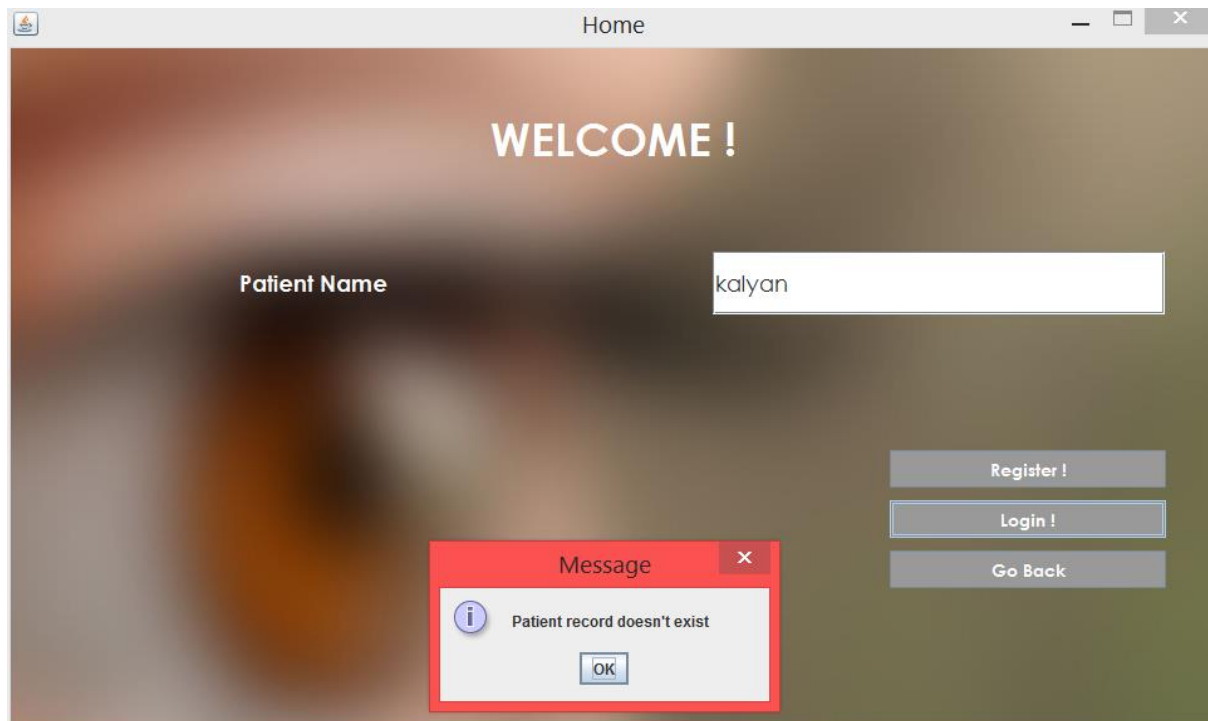 Home
WELCOME !
Patient Name
kalyan
Register !
Login !
Go Back
Message
Patient record doesn't exist
OK